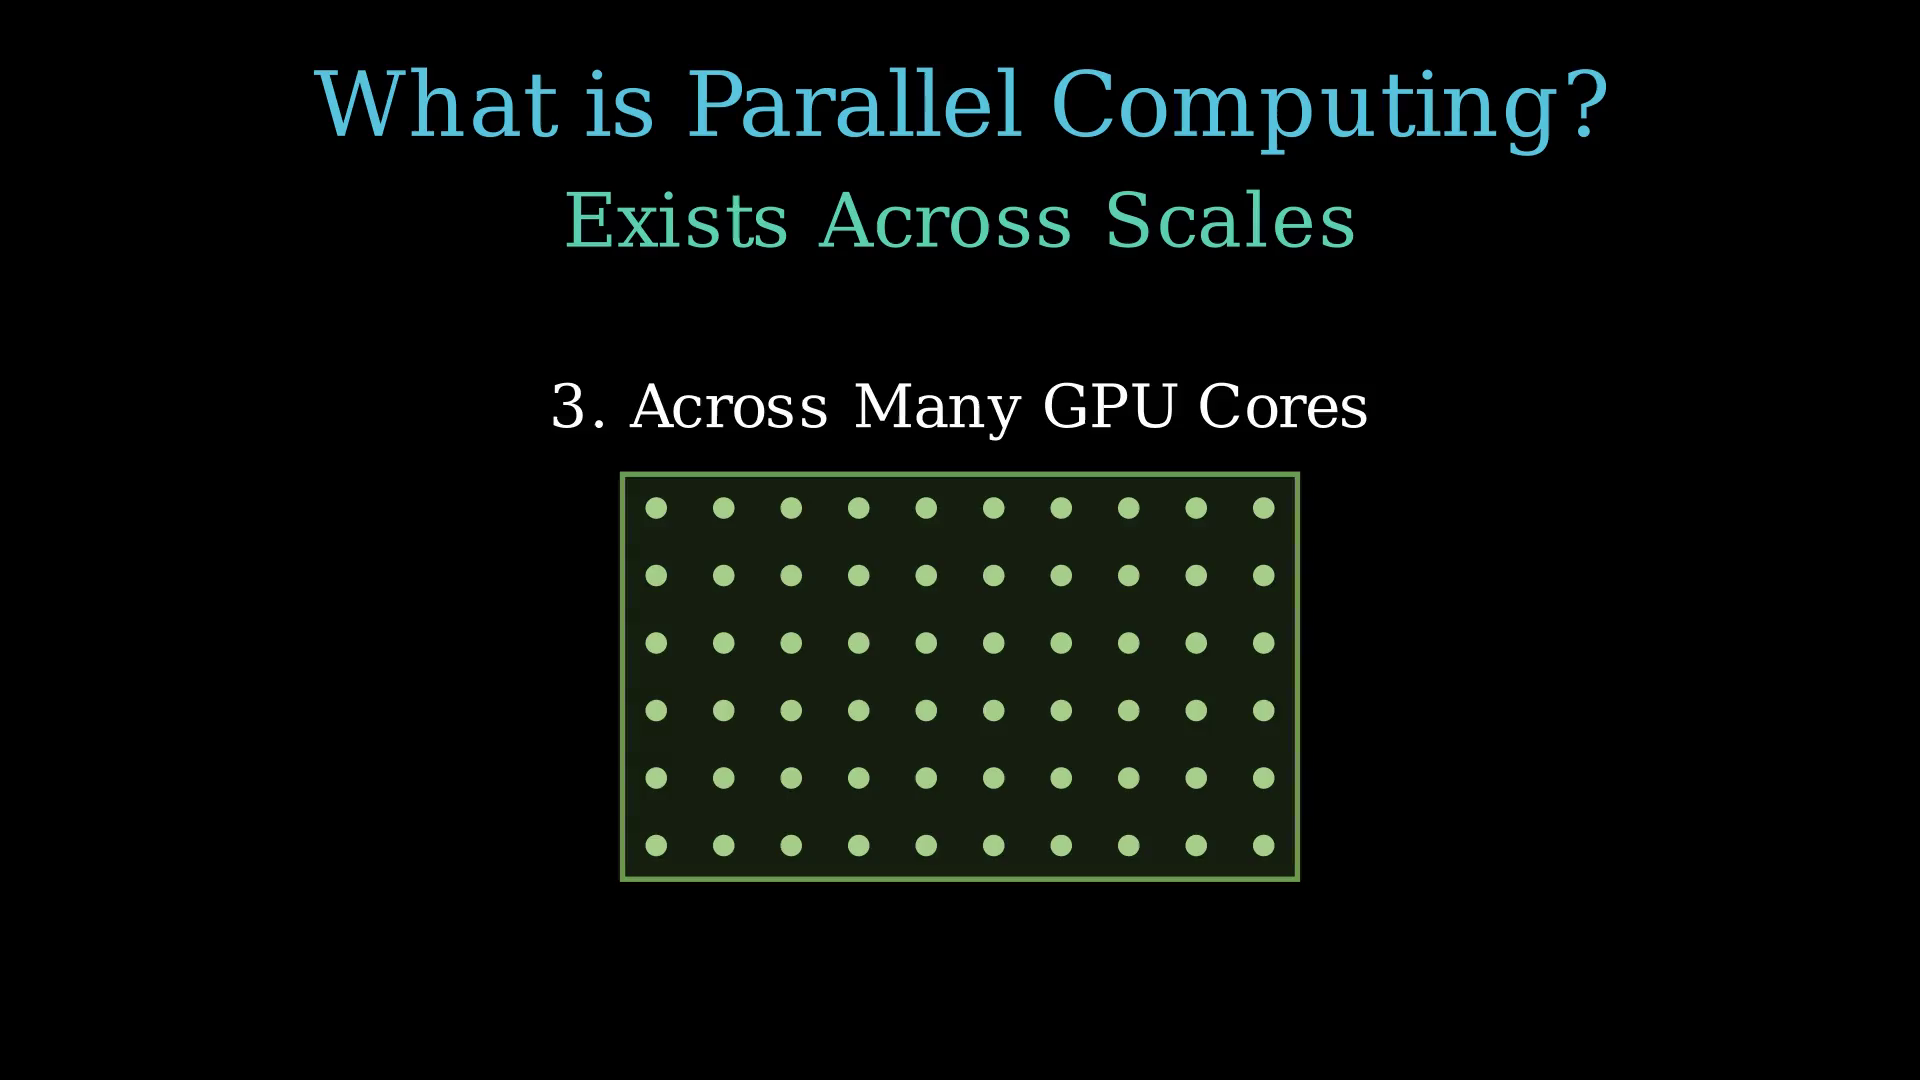 What is Parallel Computing?
Exists Across Scales
3. Across Many GPU Cores